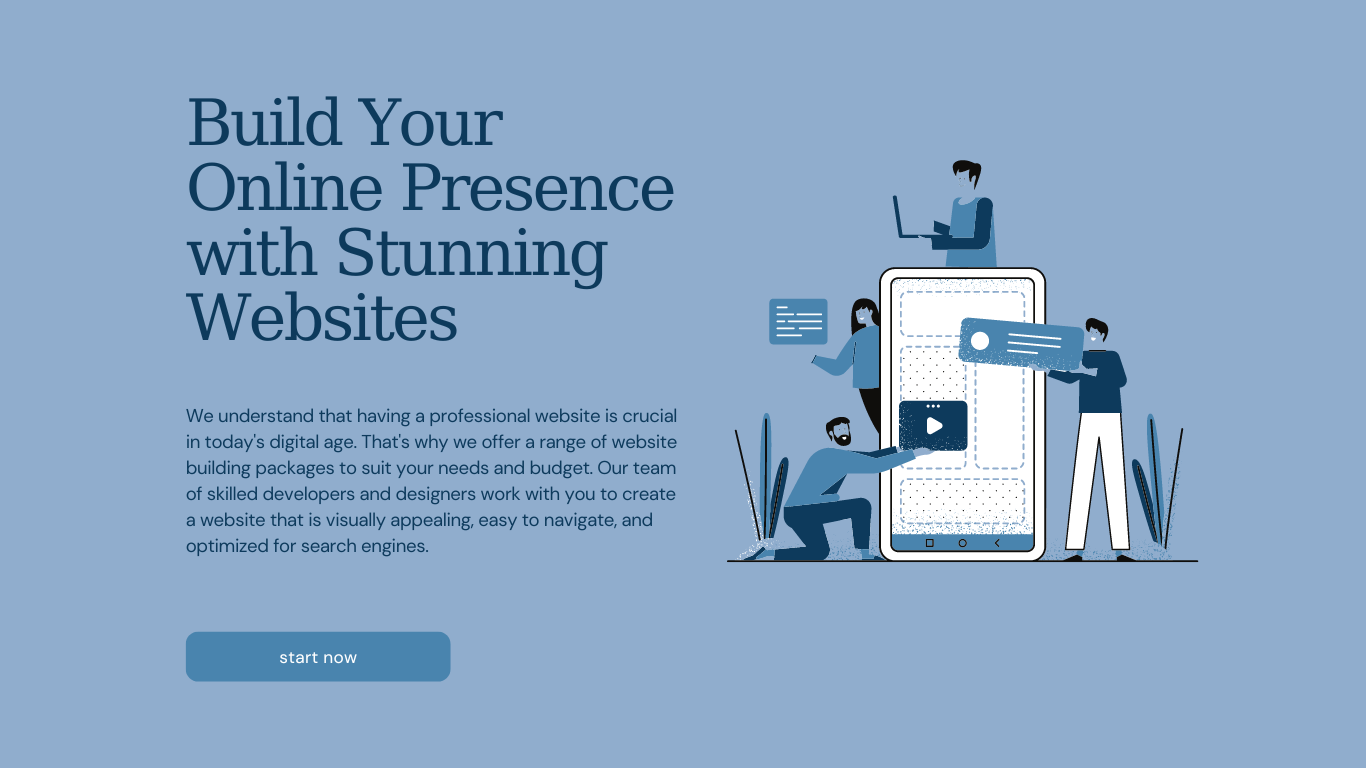 Build Your
Online Presence
with Stunning
Websites
We understand that having a professional website is crucial
in today's digital age. That's why we offer a range of website
building packages to suit your needs and budget. Our team
of skilled developers and designers work with you to create
a website that is visually appealing, easy to navigate, and
optimized for search engines.
start now